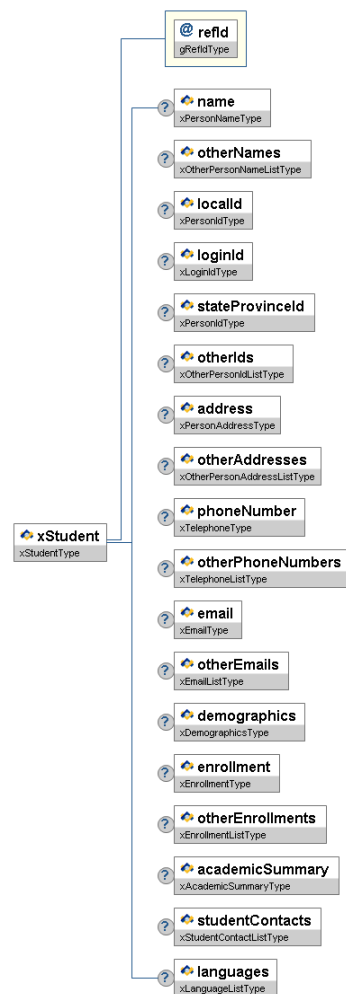 @ refId
gRefIdType
? name
xPersonNameType
? otherNames
xOtherPersonNameListType
? localId
xPersonIdType
? loginId
xLoginIdType
? stateProvinceId
xPersonIdType
? otherIds
xOtherPersonIdListType
? address
xPersonAddressType
? otherAddresses
xOtherPersonAddressListType
? phoneNumber
xTelephoneType
xStudent
xStudentType
? otherPhoneNumbers
xTelephoneListType
? email
xEmailType
? otherEmails
xEmailListType
? demographics
xDemographicsType
? enrollment
xEnrollmentType
? otherEnrollments
xEnrollmentListType
? academicSummary
xAcademicSummaryType
? studentContacts
xStudentContactListType
? languages
xLanguageListType